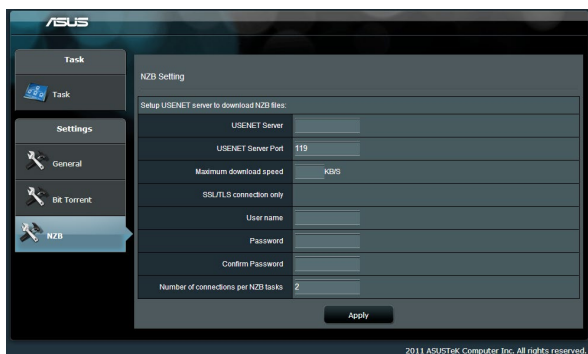 ASUS
Task
Task
Settings
General
Bit Torrent
NZB
NZB Setting
Setup USENET server to download NZB files:
USENET Server
USENET Server Port 119
Maximum download speed KB/S
SSL/TLS connection only
User name
Password
Confirm Password
Number of connections per NZB tasks 2
Apply
2011 ASUSTeK Computer Inc. All rights reserved.